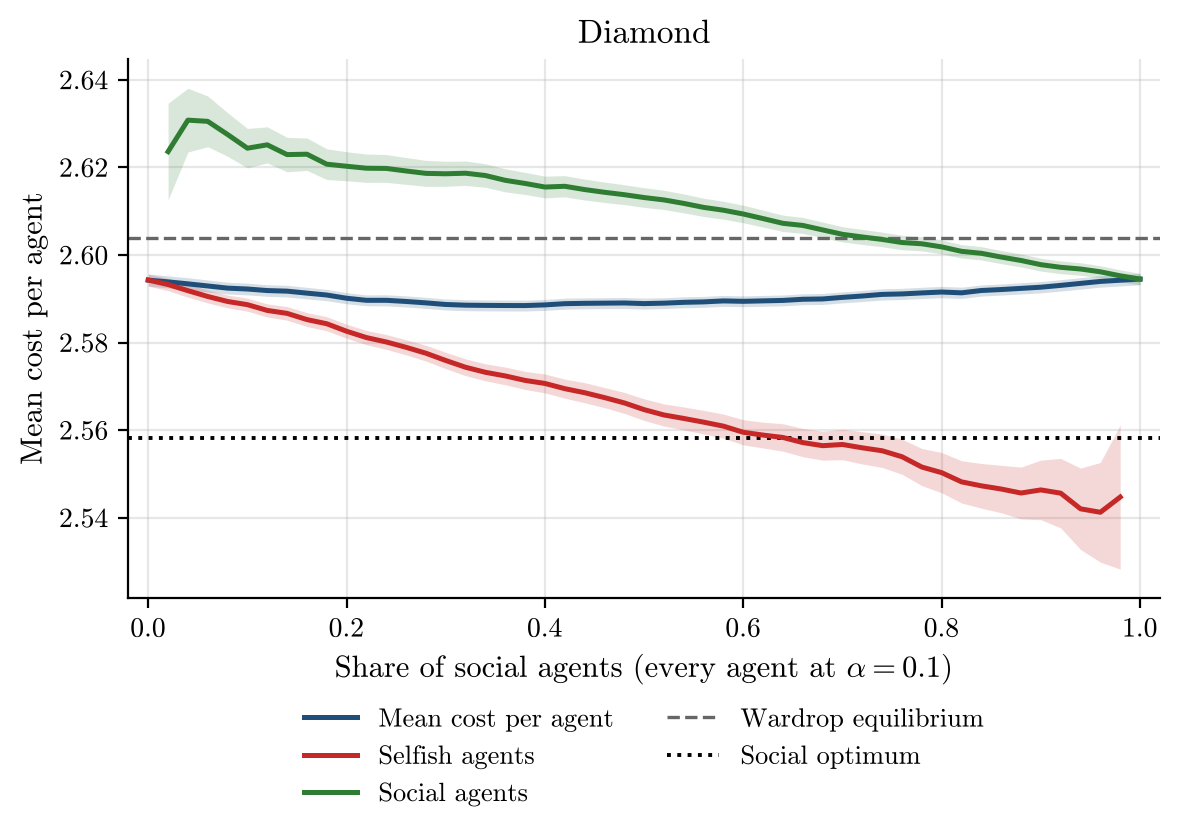 Diamond
2.64
2.62
2.60
2.58
2.56
2.54
Mean cost per agent
0.0 0.2 0.4 0.6 0.8 1.0
Share of social agents (every agent at α = 0.1)
Mean cost per agent
Selfish agents
Social agents
Wardrop equilibrium
Social optimum